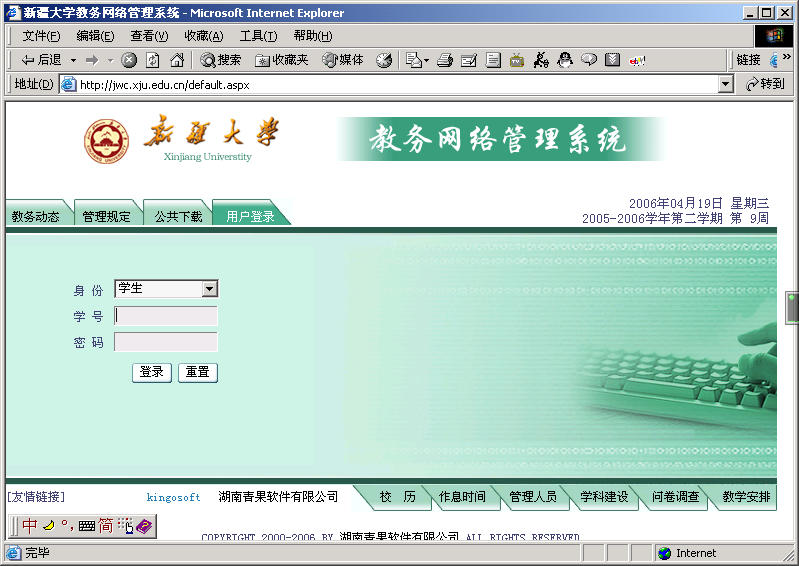 新疆大学教务网络管理系统 - Microsoft Internet Explorer
文件(F) 编辑(E) 查看(V) 收藏(A) 工具(T) 帮助(H)
后退 搜索 收藏夹 媒体 链接 »
地址(D) http://jwc.xju.edu.cn/default.aspx 转到
新疆大学
Xinjiang Universtity
教务网络管理系统
2006年04月19日 星期三
教务动态 管理规定 公共下载 用户登录
2005-2006学年第二学期 第 9周
身 份 学生
学 号
密 码
登录 重置
[友情链接] kingosoft 湖南青果软件有限公司 校 历 作息时间 管理人员 学科建设 问卷调查 教学安排
中 简
COPYRIGHT 2000-2006 BY 湖南青果软件有限公司 ALL RIGHTS RESERVED
完毕 Internet